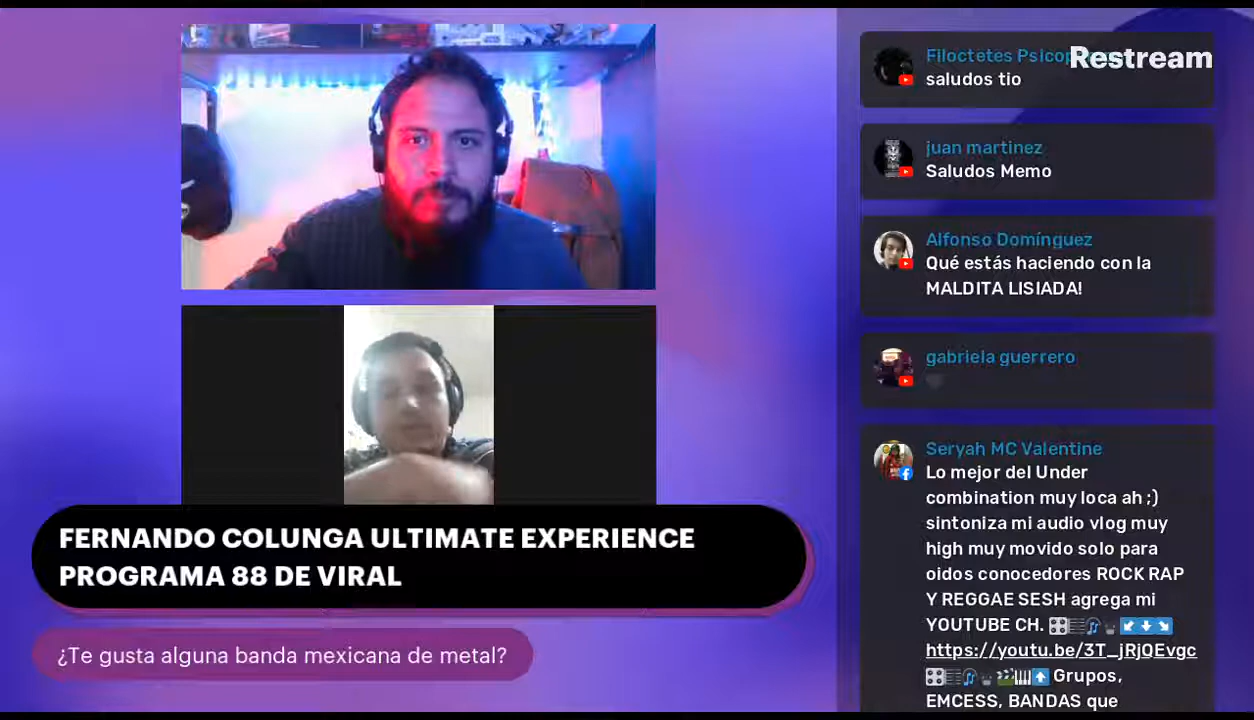 Restream
Filoctetes
saludos tio
juan martinez
Saludos Memo
Alfonso Domínguez
Qué estás haciendo con la
MALDITA LISIADA!
gabriela guerrero
Seryah MC Valentine
Lo mejor del Under
combination muy loca ah ;)
sintoniza mi audio vlog muy
high muy movido solo para
oidos conocedores ROCK RAP
Y REGGAE SESH agrega mi
YOUTUBE CH. 🎛️🎼🎧🤘↙️⬇️↘️
https://youtu.be/3T_jRjQEvgc
🎛️🎼🎧🤘🎬🎹⬆️ Grupos,
EMCESS, BANDAS que
FERNANDO COLUNGA ULTIMATE EXPERIENCE
PROGRAMA 88 DE VIRAL
¿Te gusta alguna banda mexicana de metal?